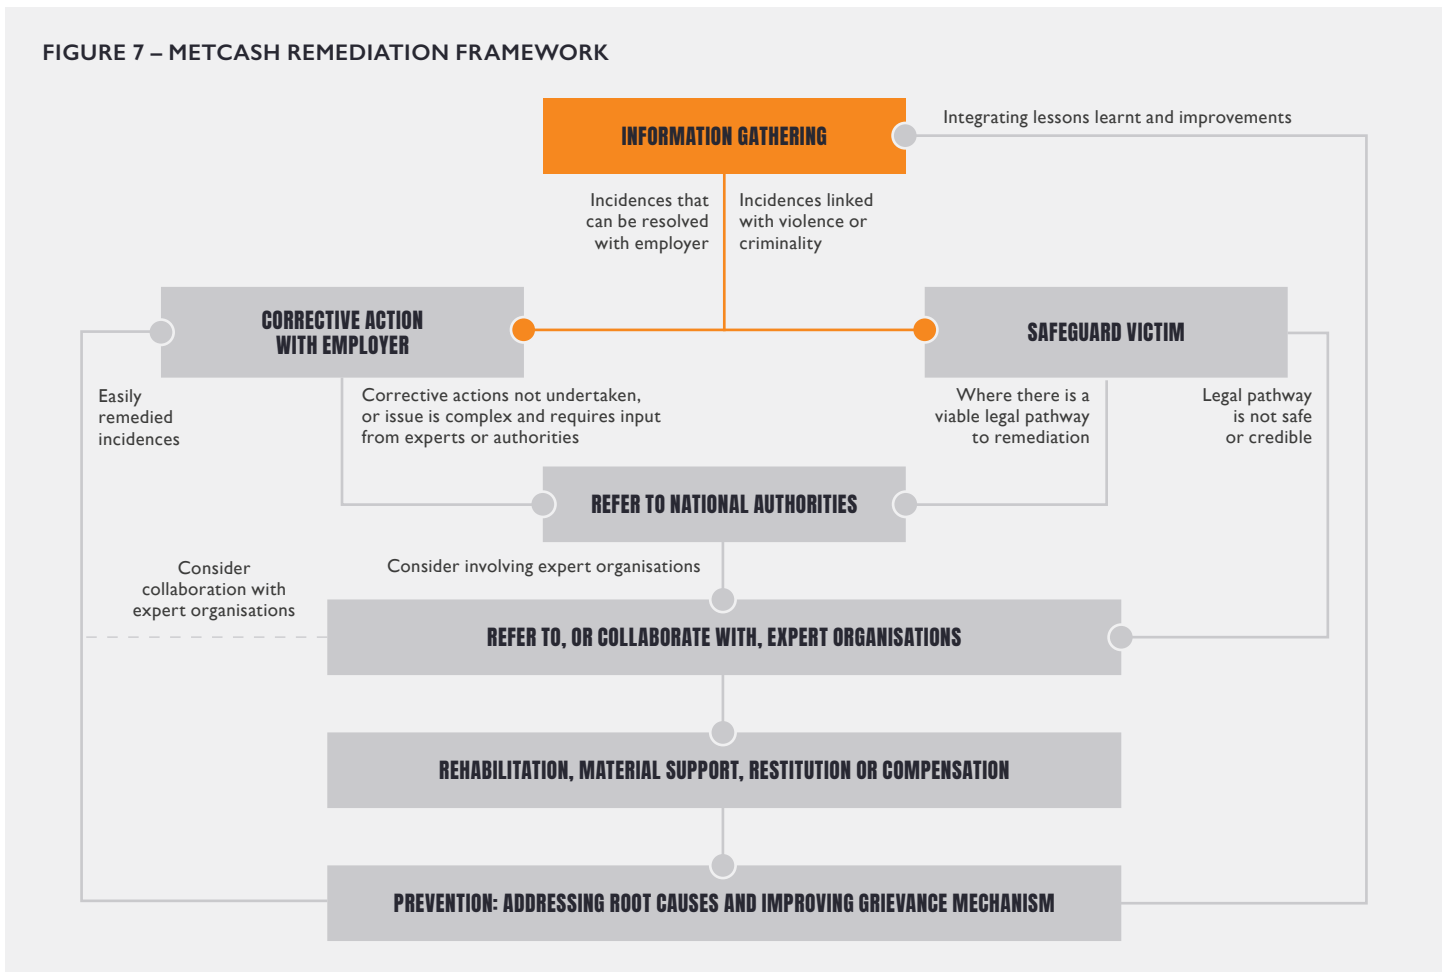 FIGURE 7 – METCASH REMEDIATION FRAMEWORK
INFORMATION GATHERING
Integrating lessons learnt and improvements
Incidences that
can be resolved
with employer
Incidences linked
with violence or
criminality
CORRECTIVE ACTION
WITH EMPLOYER
SAFEGUARD VICTIM
Easily
remedied
incidences
Corrective actions not undertaken,
or issue is complex and requires input
from experts or authorities
Where there is a
viable legal pathway
to remediation
Legal pathway
is not safe
or credible
REFER TO NATIONAL AUTHORITIES
Consider
collaboration with
expert organisations
Consider involving expert organisations
REFER TO, OR COLLABORATE WITH, EXPERT ORGANISATIONS
REHABILITATION, MATERIAL SUPPORT, RESTITUTION OR COMPENSATION
PREVENTION: ADDRESSING ROOT CAUSES AND IMPROVING GRIEVANCE MECHANISM